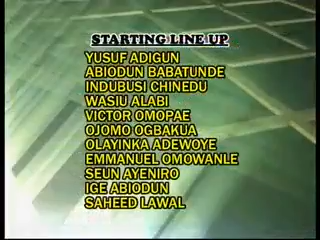 STARTING LINE UP
YUSUF ADIGUN
ABIODUN BABATUNDE
INDUBUSI CHINEDU
WASIU ALABI
VICTOR OMOPAE
OJOMO OGBAKUA
OLAYINKA ADEWOYE
EMMANUEL OMOWANLE
SEUN AYENIRO
IGE ABIODUN
SAHEED LAWAL